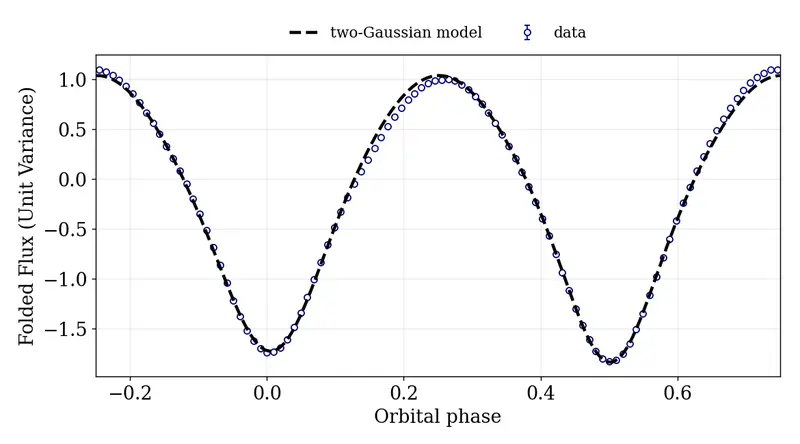 two-Gaussian model
data
Folded Flux (Unit Variance)
1.0
0.5
0.0
−0.5
−1.0
−1.5
−0.2
0.0
0.2
0.4
0.6
Orbital phase